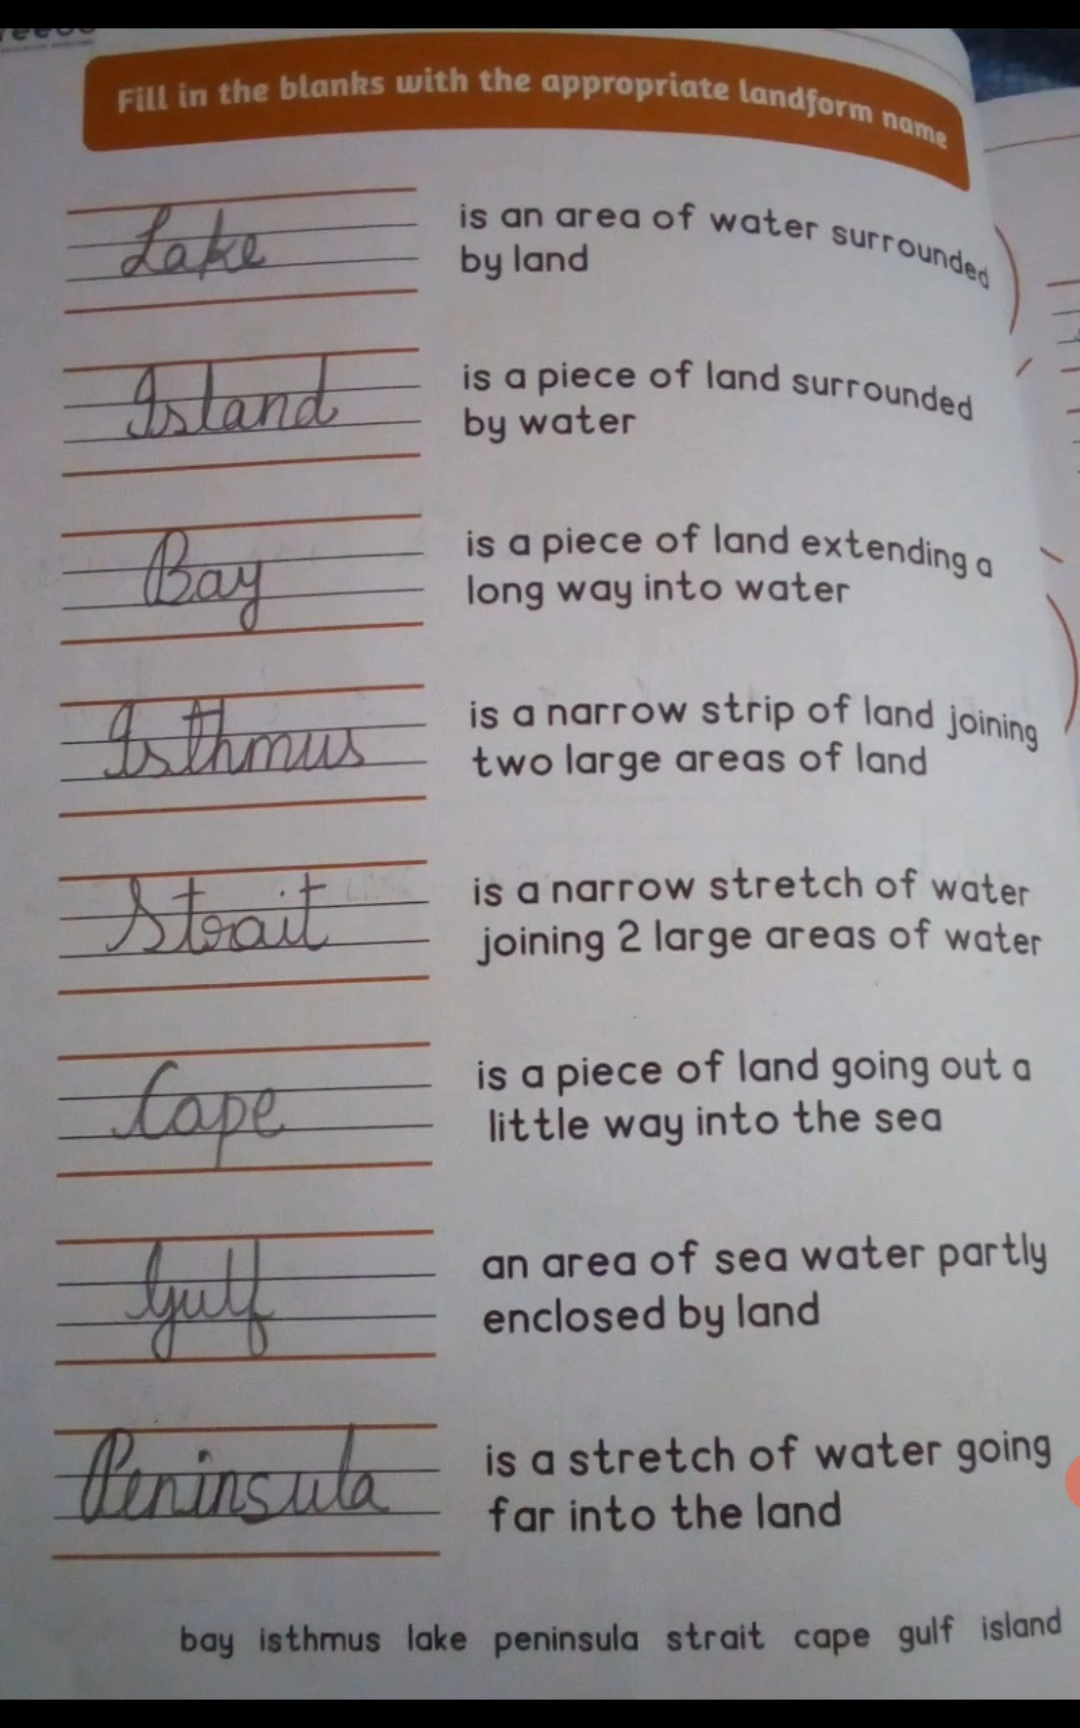 Fill in the blanks with the appropriate landform name
Lake is an area of water surrounded
by land
Island is a piece of land surrounded
by water
Bay is a piece of land extending a
long way into water
Isthmus is a narrow strip of land joining
two large areas of land
Strait is a narrow stretch of water
joining 2 large areas of water
Cape is a piece of land going out a
little way into the sea
Gulf an area of sea water partly
enclosed by land
Peninsula is a stretch of water going
far into the land
bay isthmus lake peninsula strait cape gulf island